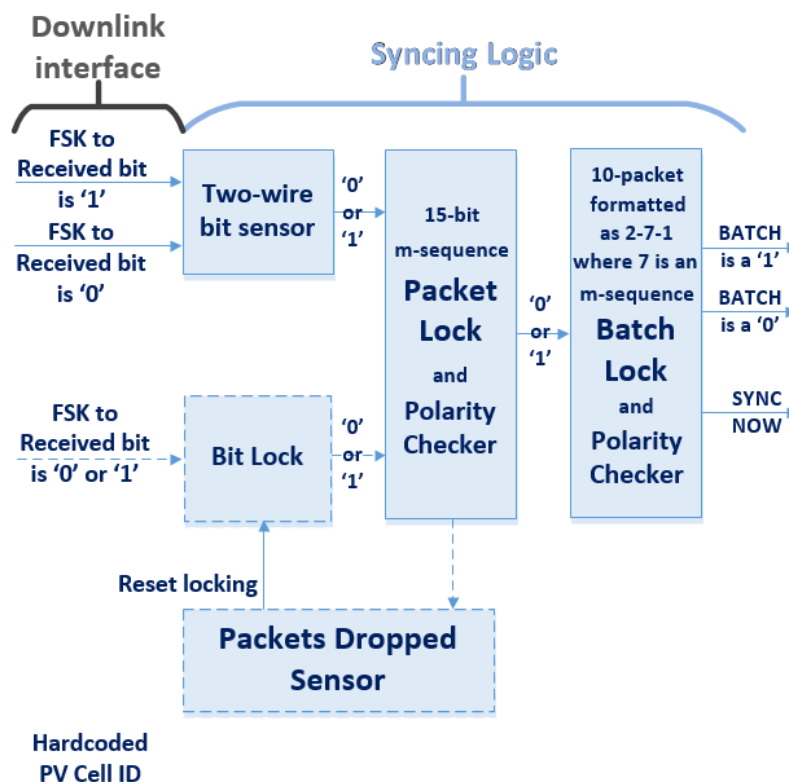 Downlink
interface
Syncing Logic
FSK to
Received bit
is ‘1’
FSK to
Received bit
is ‘0’
Two-wire
bit sensor
‘0’
or
‘1’
15-bit
m-sequence
Packet
Lock
and
Polarity
Checker
‘0’
or
‘1’
10-packet
formatted
as 2-7-1
where 7 is an
m-sequence
Batch
Lock
and
Polarity
Checker
BATCH
is a ‘1’
BATCH
is a ‘0’
SYNC
NOW
FSK to
Received bit
is ‘0’ or ‘1’
Bit Lock
‘0’
or
‘1’
Reset locking
Packets Dropped
Sensor
Hardcoded
PV Cell ID